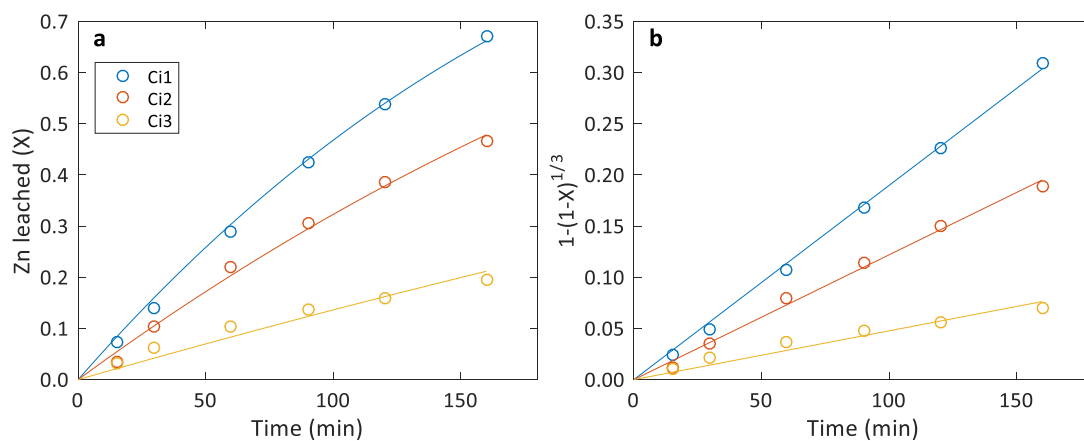 a
Ci1
Ci2
Ci3
Zn leached (X)
0.7
0.6
0.5
0.4
0.3
0.2
0.1
0.0
0 50 100 150
Time (min)
b
1-(1-X)^1/3
0.35
0.30
0.25
0.20
0.15
0.10
0.05
0.00
0 50 100 150
Time (min)